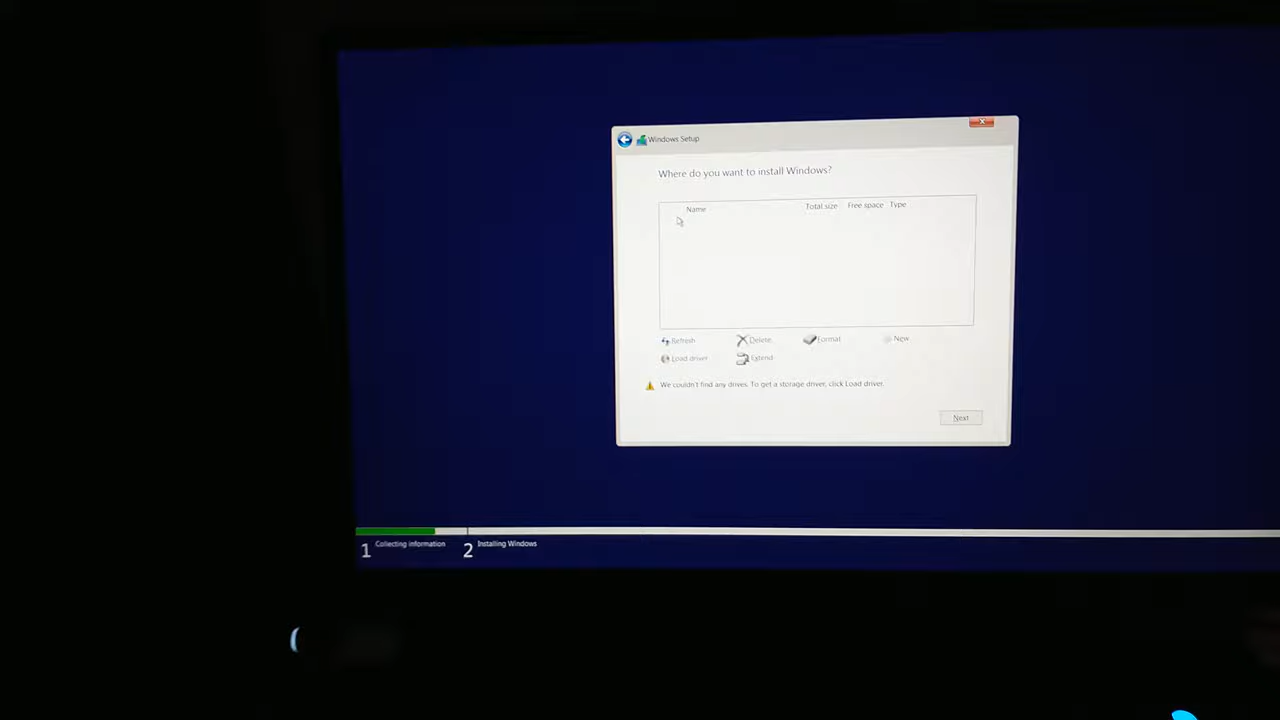 Windows Setup
Where do you want to install Windows?
Name Total size Free space Type
Refresh Delete Format New
Load driver Extend
We couldn't find any drives. To get a storage driver, click Load driver.
Next
1 Collecting information 2 Installing Windows